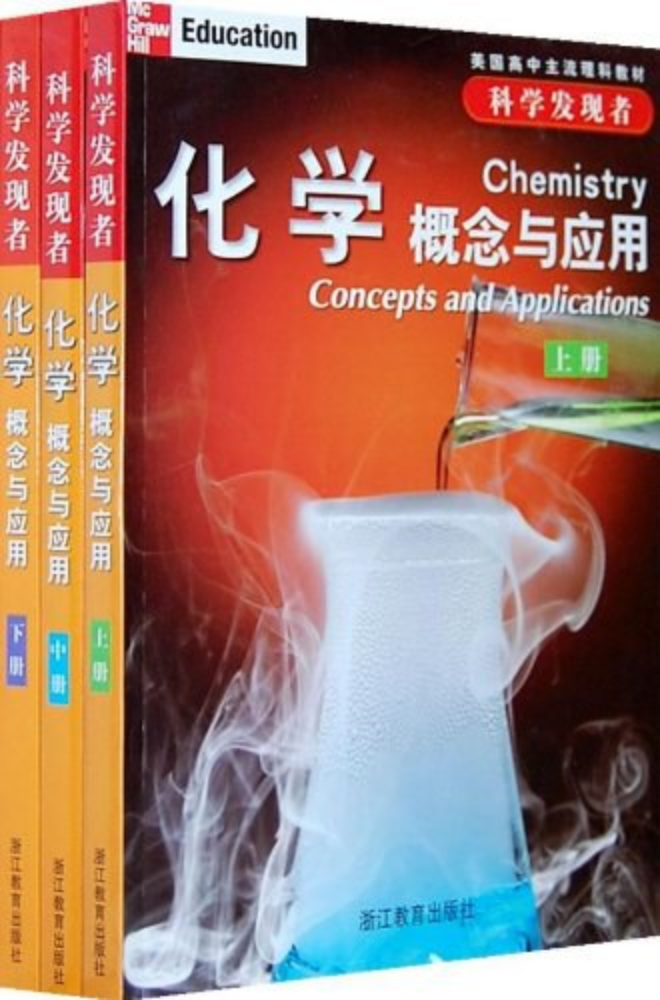 Mc
Graw
Hill
Education
美国高中主流理科教材
科学发现者
化学
Chemistry
概念与应用
Concepts and Applications
上册
浙江教育出版社
科学发现者
化学
概念与应用
下册
浙江教育出版社
科学发现者
化学
概念与应用
中册
浙江教育出版社
科学发现者
化学
概念与应用
上册
浙江教育出版社